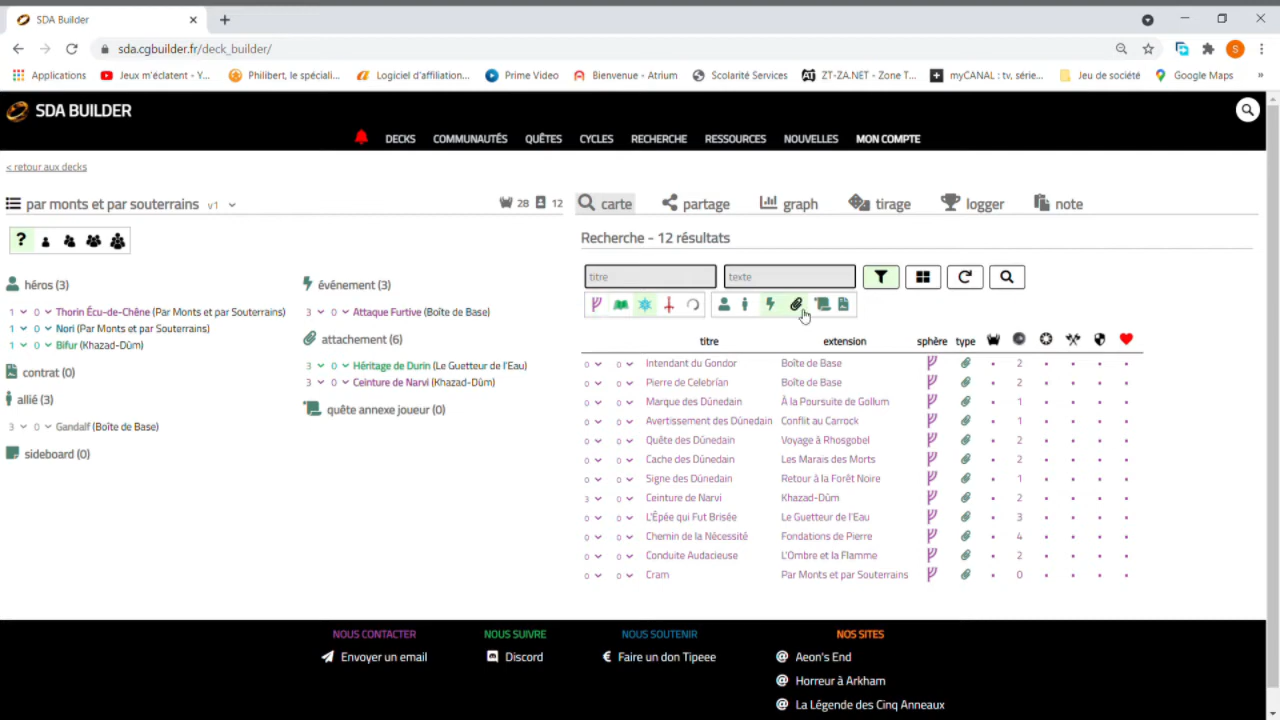 SDA Builder
sda.cgbuilder.fr/deck_builder/
S
Applications
Jeux m'éclatent - Y...
Philibert, le spéciali...
Logiciel d'affiliation...
Prime Video
Bienvenue - Atrium
Scolarité Services
ZT-ZA.NET - Zone T...
myCANAL : tv, série...
Jeu de société
Google Maps
»
SDA BUILDER
DECKS COMMUNAUTÉS QUÊTES CYCLES RECHERCHE RESSOURCES NOUVELLES MON COMPTE
< retour aux decks
par monts et par souterrains v1
28 12
carte partage graph tirage logger note
?
Recherche - 12 résultats
titre texte
héros (3)
1 0 Thorin Écu-de-Chêne (Par Monts et par Souterrains)
1 0 Nori (Par Monts et par Souterrains)
1 0 Bifur (Khazad-Dûm)
contrat (0)
allié (3)
3 0 Gandalf (Boîte de Base)
sideboard (0)
événement (3)
3 0 Attaque Furtive (Boîte de Base)
attachement (6)
3 0 Héritage de Durin (Le Guetteur de l'Eau)
3 0 Ceinture de Narvi (Khazad-Dûm)
quête annexe joueur (0)
titre extension sphère type
0 0 Intendant du Gondor Boîte de Base 2
0 0 Pierre de Celebrían Boîte de Base 2
0 0 Marque des Dúnedain À la Poursuite de Gollum 1
0 0 Avertissement des Dúnedain Conflit au Carrock 1
0 0 Quête des Dúnedain Voyage à Rhosgobel 2
0 0 Cache des Dúnedain Les Marais des Morts 2
0 0 Signe des Dúnedain Retour à la Forêt Noire 1
3 0 Ceinture de Narvi Khazad-Dûm 2
0 0 L'Épée qui Fut Brisée Le Guetteur de l'Eau 3
0 0 Chemin de la Nécessité Fondations de Pierre 4
0 0 Conduite Audacieuse L'Ombre et la Flamme 2
0 0 Cram Par Monts et par Souterrains 0
NOUS CONTACTER
Envoyer un email
NOUS SUIVRE
Discord
NOUS SOUTENIR
€ Faire un don Tipeee
NOS SITES
@ Aeon's End
@ Horreur à Arkham
@ La Légende des Cinq Anneaux